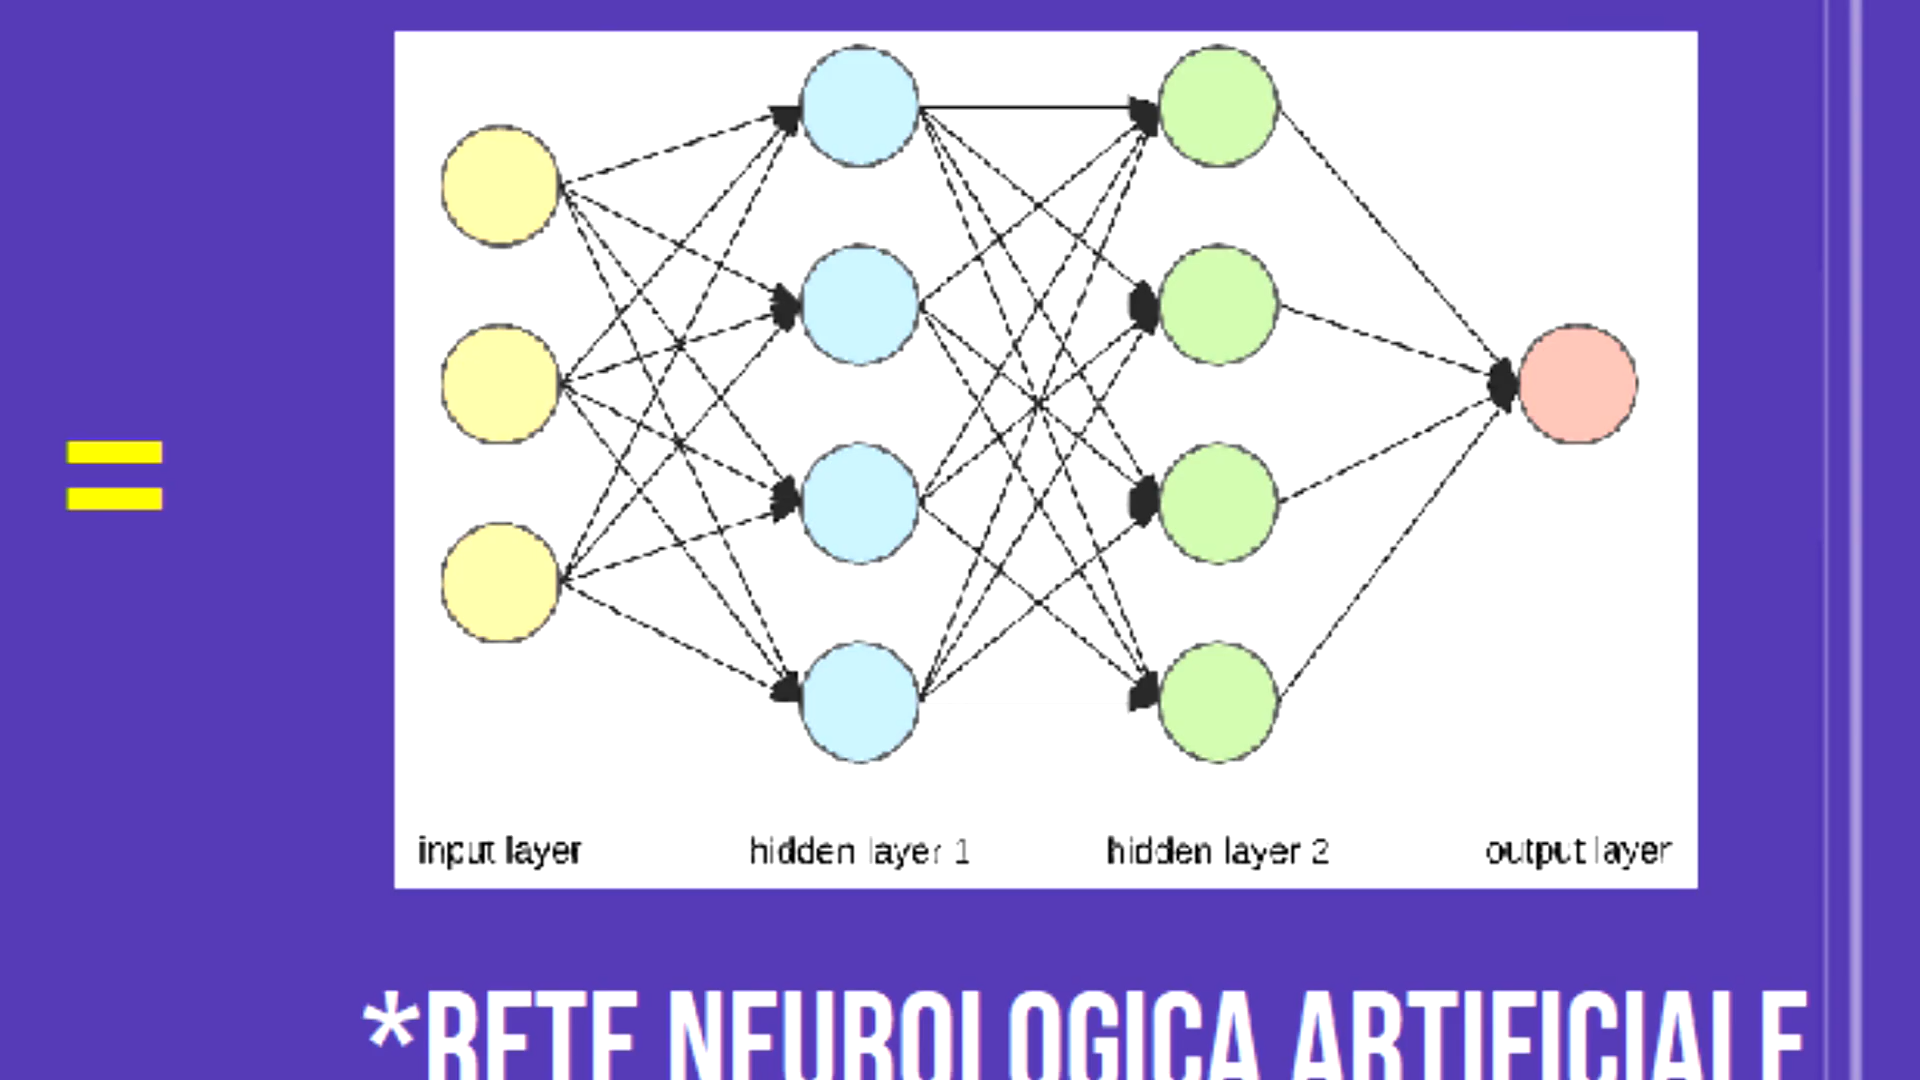 =
input layer hidden layer 1 hidden layer 2 output layer
*RETE NEUROLOGICA ARTIFICIALE